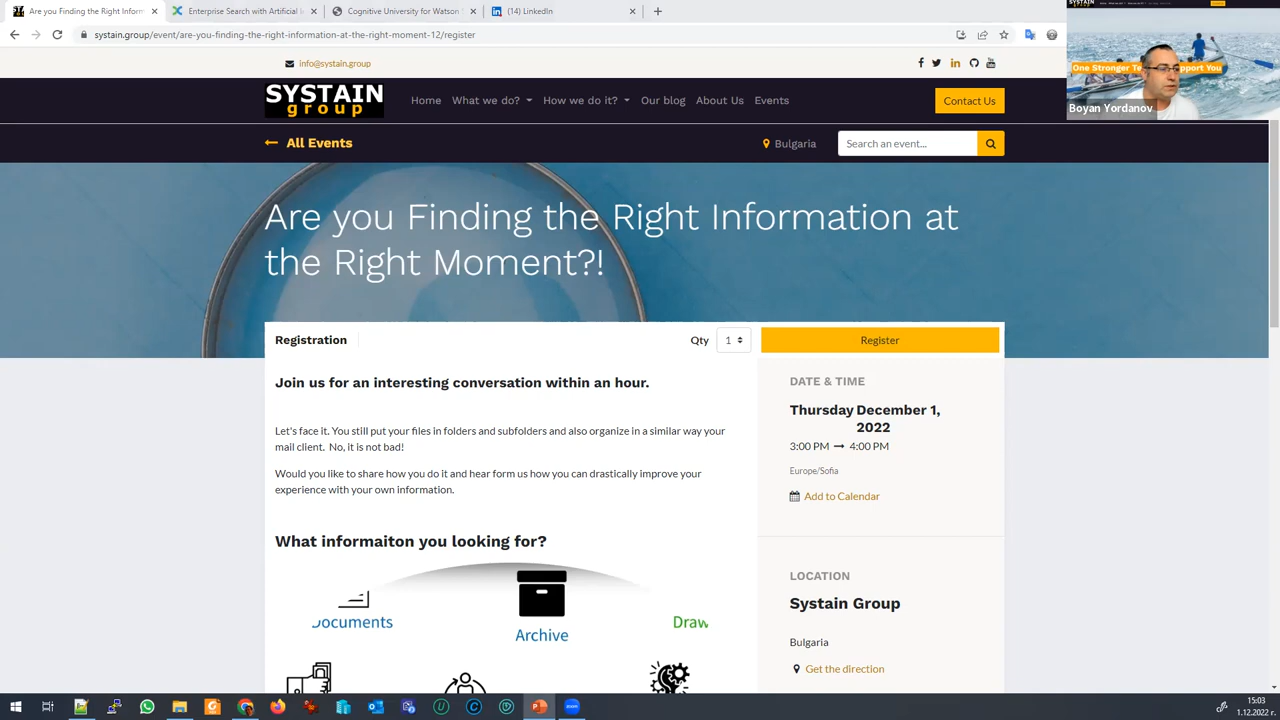 Are you Finding the Right Inform
Enterprise Search with Artificial I
Cogni
(14) LinkedIn
systain.group/event/are-you-finding-the-right-information-at-the-right-moment-12/register
info@systain.group
SYSTAIN
group
Home What we do? How we do it? Our blog About Us Events
Contact Us
All Events
Bulgaria
Search an event...
Are you Finding the Right Information at
the Right Moment?!
Registration
Qty 1
Register
Join us for an interesting conversation within an hour.
Let's face it. You still put your files in folders and subfolders and also organize in a similar way your
mail client. No, it is not bad!
Would you like to share how you do it and hear form us how you can drastically improve your
experience with your own information.
What informaiton you looking for?
Documents
Archive
Draw
DATE & TIME
Thursday December 1,
2022
3:00 PM → 4:00 PM
Europe/Sofia
Add to Calendar
LOCATION
Systain Group
Bulgaria
Get the direction
SYSTAIN
group
One Stronger Te pport You
Boyan Yordanov
15:03
1.12.2022 г.